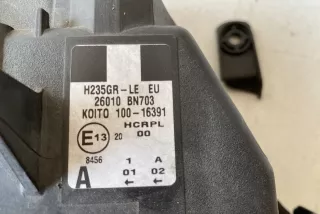 H235GR-LE EU
26010 BN703
KOITO 100-16391
HCRPL
E13 20 00
8456 1 A
A 01 02
← ←